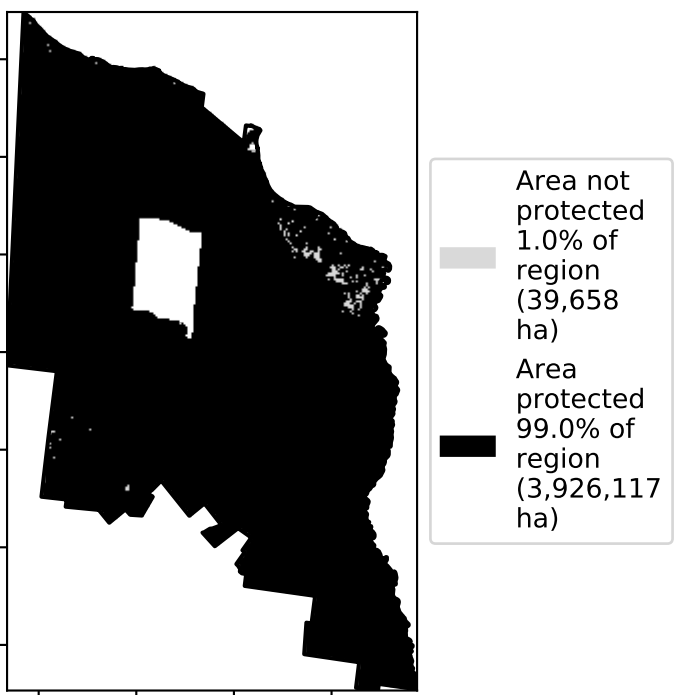 Area not
protected
1.0% of
region
(39,658
ha)
Area
protected
99.0% of
region
(3,926,117
ha)